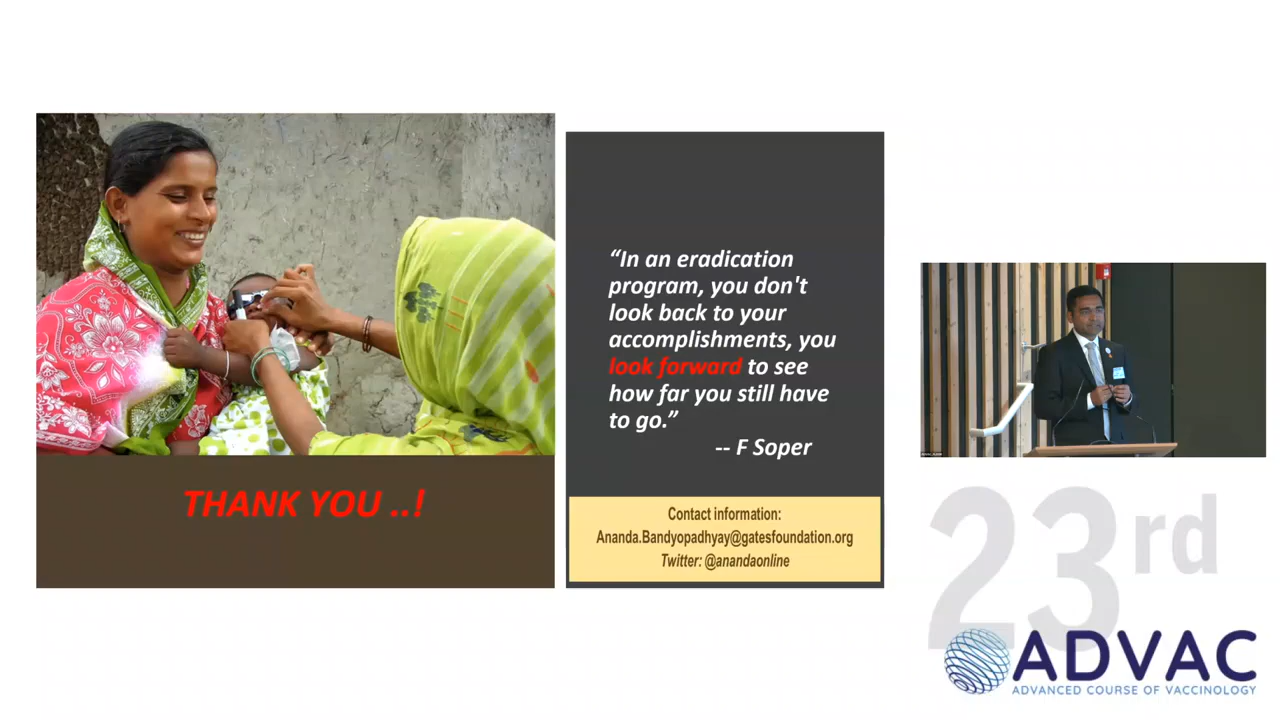 THANK YOU ..!
“In an eradication
program, you don't
look back to your
accomplishments, you
look forward to see
how far you still have
to go.”
-- F Soper
Contact information:
Ananda.Bandyopadhyay@gatesfoundation.org
Twitter: @anandaonline
23rd
ADVAC
ADVANCED COURSE OF VACCINOLOGY